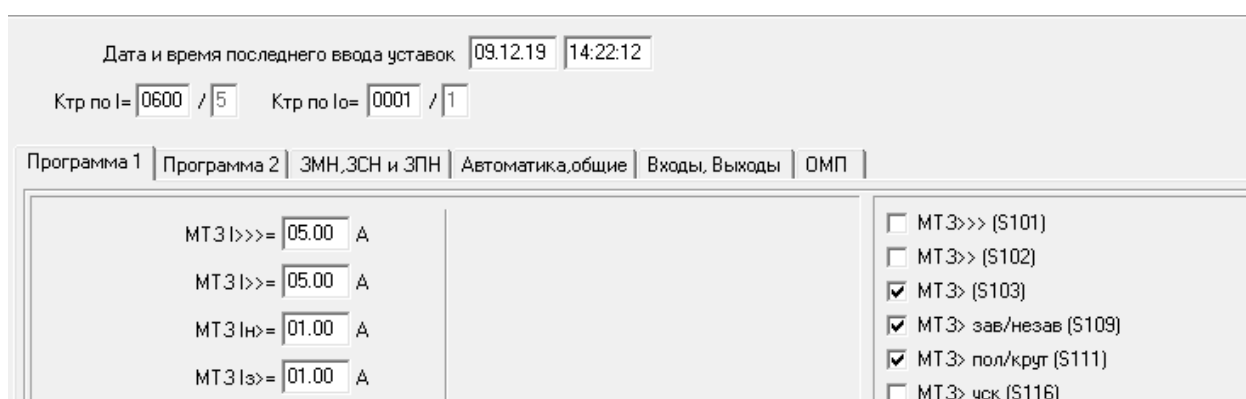 Дата и время последнего ввода уставок 09.12.19 14:22:12
Ктр по I= 0600 / 5 Ктр по Io= 0001 / 1
Программа 1 Программа 2 ЗМН,ЗСН и ЗПН Автоматика,общие Входы, Выходы ОМП
МТЗ I>>>= 05.00 А
МТЗ I>>= 05.00 А
МТЗ Iн>= 01.00 А
МТЗ Iз>= 01.00 А
МТЗ>>> (S101)
МТЗ>> (S102)
МТЗ> (S103)
МТЗ> зав/незав (S109)
МТЗ> пол/крут (S111)
МТЗ> уск (S116)